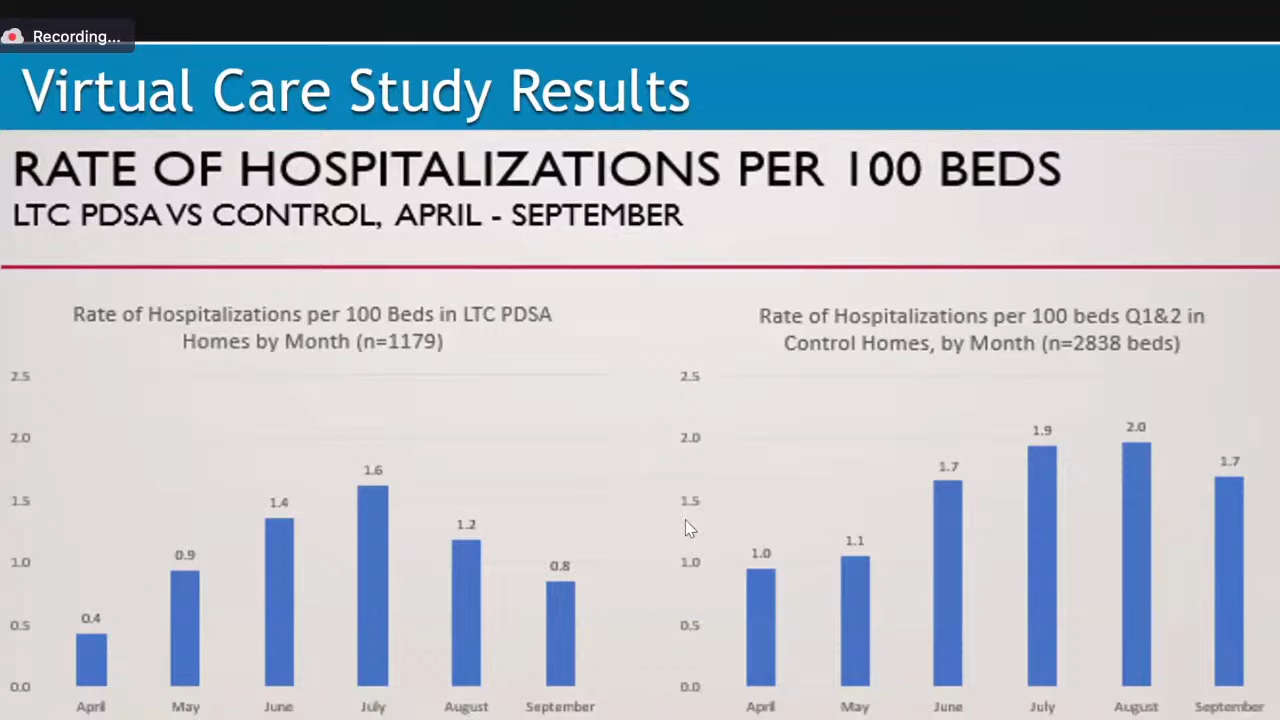 Recording...
Virtual Care Study Results
RATE OF HOSPITALIZATIONS PER 100 BEDS
LTC PDSA VS CONTROL, APRIL - SEPTEMBER
Rate of Hospitalizations per 100 Beds in LTC PDSA
Homes by Month (n=1179)
2.5
2.0
1.5
1.0
0.5
0.0
0.4
0.9
1.4
1.6
1.2
0.8
April
May
June
July
August
September
Rate of Hospitalizations per 100 beds Q1&2 in
Control Homes, by Month (n=2838 beds)
2.5
2.0
1.5
1.0
0.5
0.0
1.0
1.1
1.7
1.9
2.0
1.7
April
May
June
July
August
September